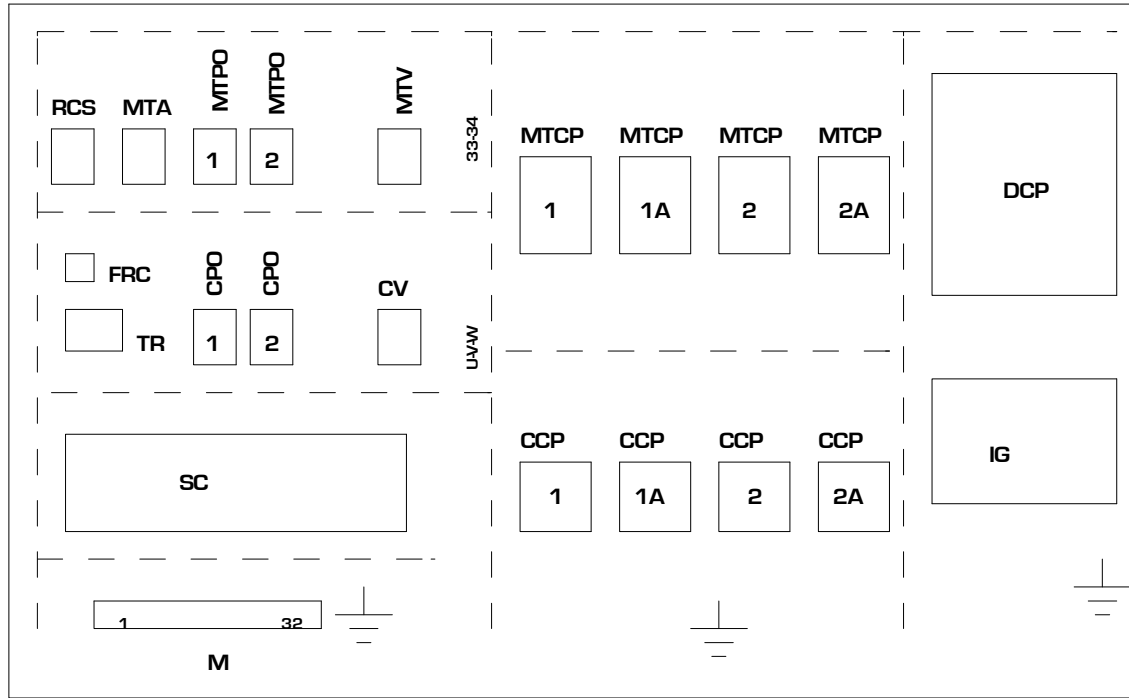 RCS MTA MTPO MTPO MTV
1 2
33-34
MTCP MTCP MTCP MTCP
1 1A 2 2A
DCP
FRC CPO CPO CV
TR 1 2
U-V-W
CCP CCP CCP CCP
1 1A 2 2A
IG
SC
1 32
M